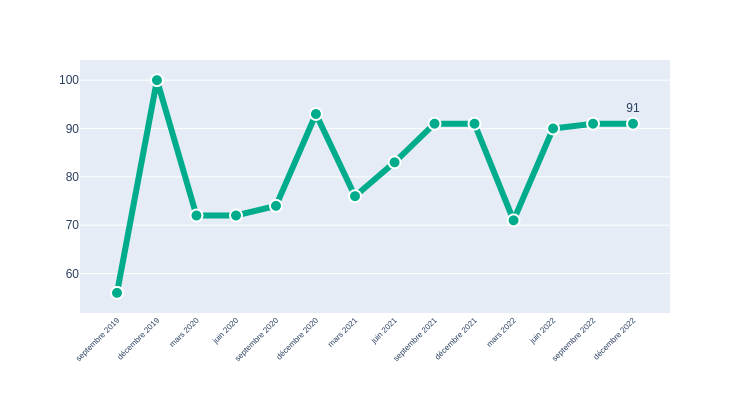 100
90
80
70
60
91
septembre 2019
décembre 2019
mars 2020
juin 2020
septembre 2020
décembre 2020
mars 2021
juin 2021
septembre 2021
décembre 2021
mars 2022
juin 2022
septembre 2022
décembre 2022